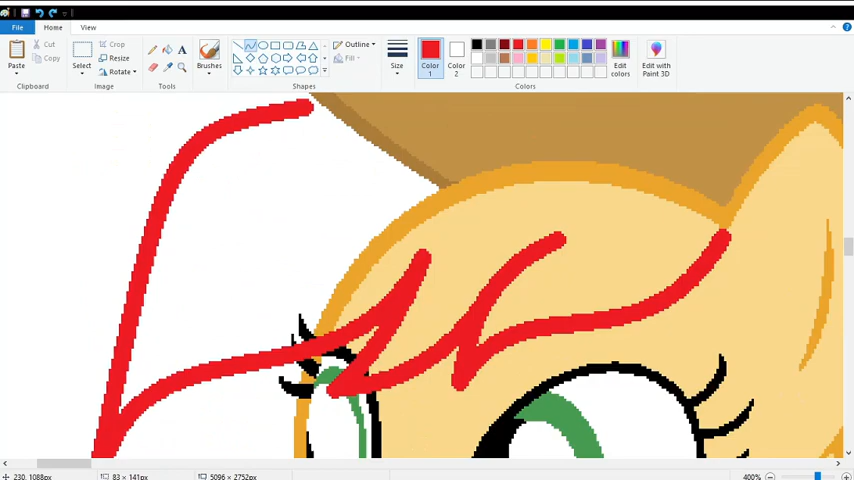 File Home View
Paste Cut Copy
Select Crop Resize Rotate
A
Brushes
Outline Fill
Size
Color 1
Color 2
Edit colors
Edit with Paint 3D
Clipboard Image Tools Shapes Colors
230, 1088px 83 × 141px 5096 × 2752px 400%